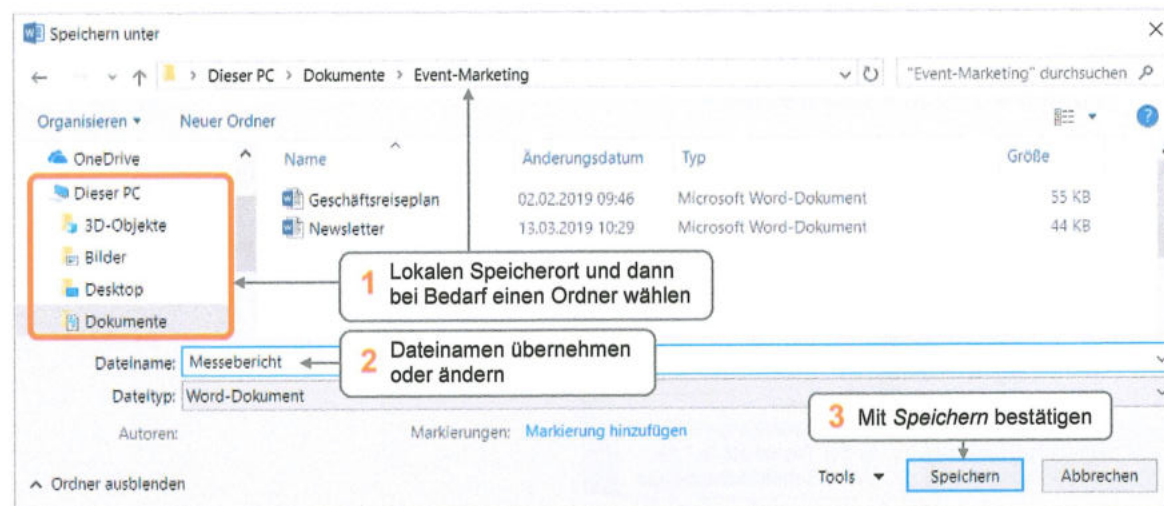 Speichern unter
Dieser PC > Dokumente > Event-Marketing
"Event-Marketing" durchsuchen
Organisieren
Neuer Ordner
OneDrive
Name
Änderungsdatum
Typ
Größe
Dieser PC
Geschäftsreiseplan
02.02.2019 09:46
Microsoft Word-Dokument
55 KB
3D-Objekte
Newsletter
13.03.2019 10:29
Microsoft Word-Dokument
44 KB
Bilder
Desktop
Dokumente
1 Lokalen Speicherort und dann
bei Bedarf einen Ordner wählen
Dateiname: Messebericht
2 Dateinamen übernehmen
oder ändern
Dateityp: Word-Dokument
Autoren:
Markierungen: Markierung hinzufügen
3 Mit Speichern bestätigen
Ordner ausblenden
Tools
Speichern
Abbrechen